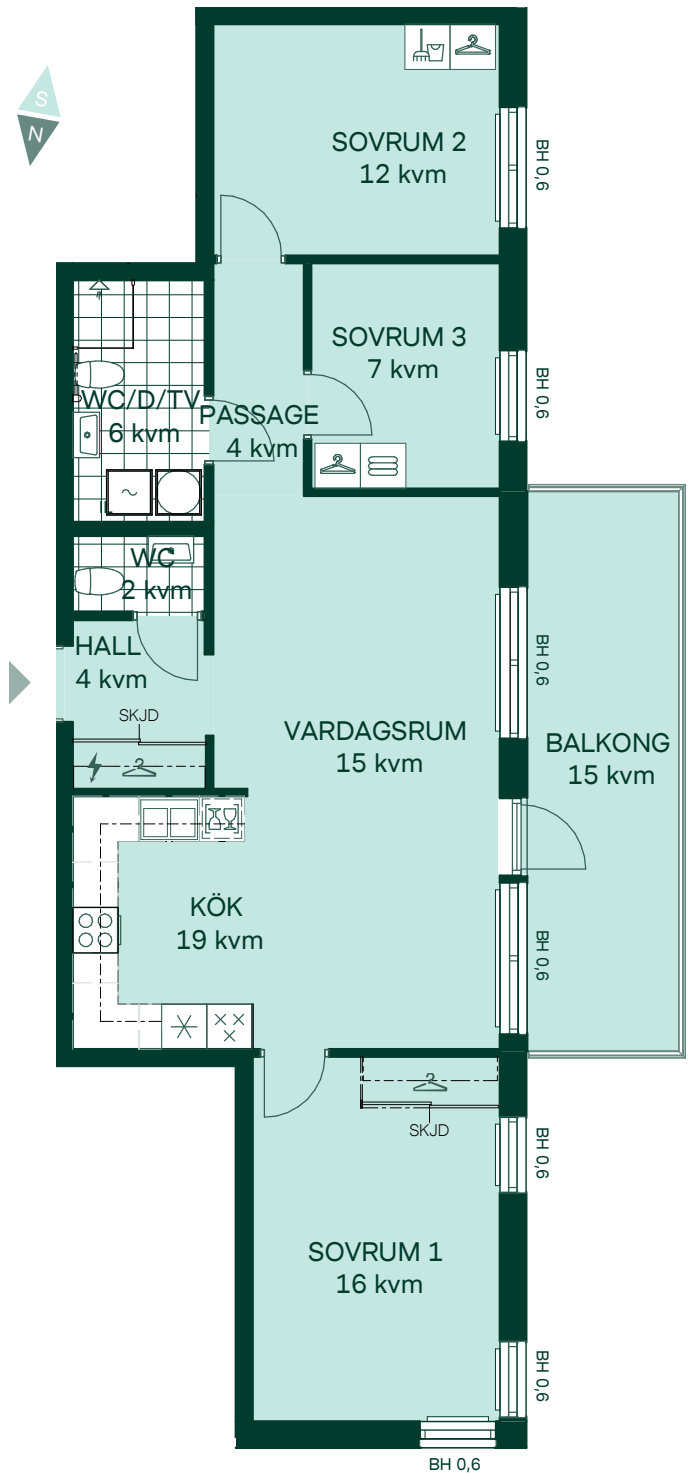 S
N
SOVRUM 2
12 kvm
BH 0,6
SOVRUM 3
7 kvm
BH 0,6
WC/D/TV
6 kvm
PASSAGE
4 kvm
WC
2 kvm
HALL
4 kvm
SKJD
BH 0,6
VARDAGSRUM
15 kvm
BALKONG
15 kvm
KÖK
19 kvm
BH 0,6
SKJD
BH 0,6
SOVRUM 1
16 kvm
BH 0,6
BH 0,6